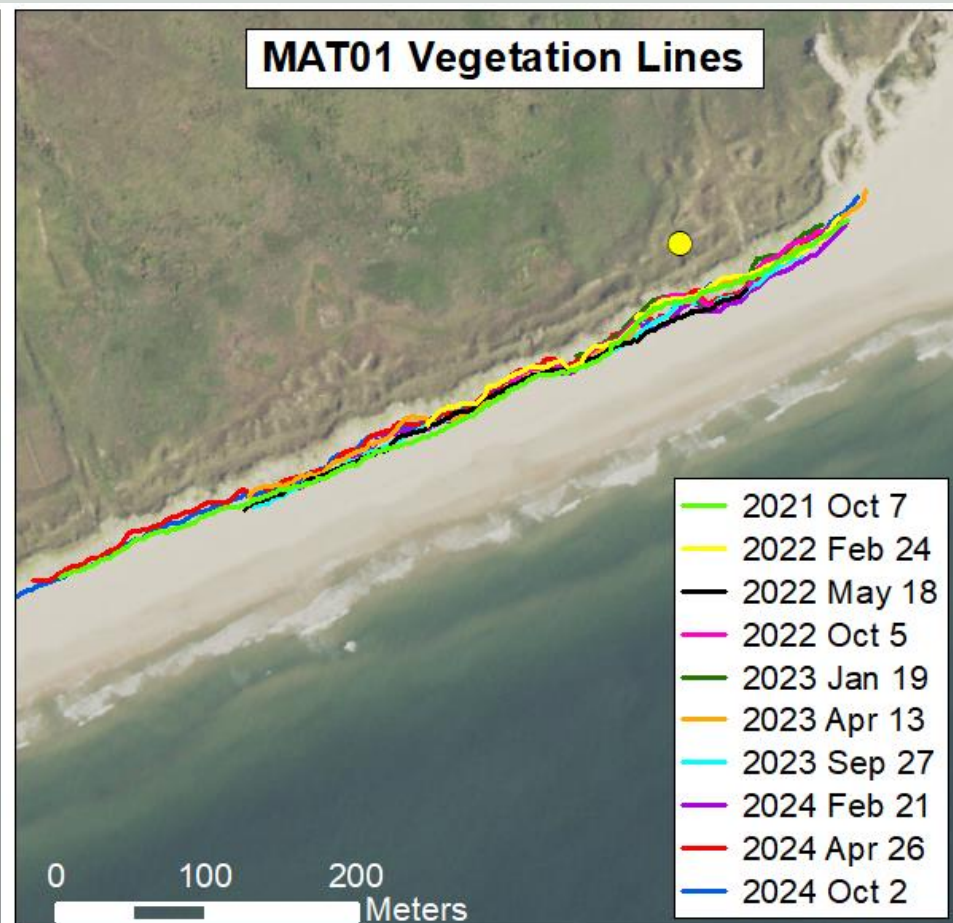 MAT01 Vegetation Lines
2021 Oct 7
2022 Feb 24
2022 May 18
2022 Oct 5
2023 Jan 19
2023 Apr 13
2023 Sep 27
2024 Feb 21
2024 Apr 26
2024 Oct 2
0 100 200
Meters